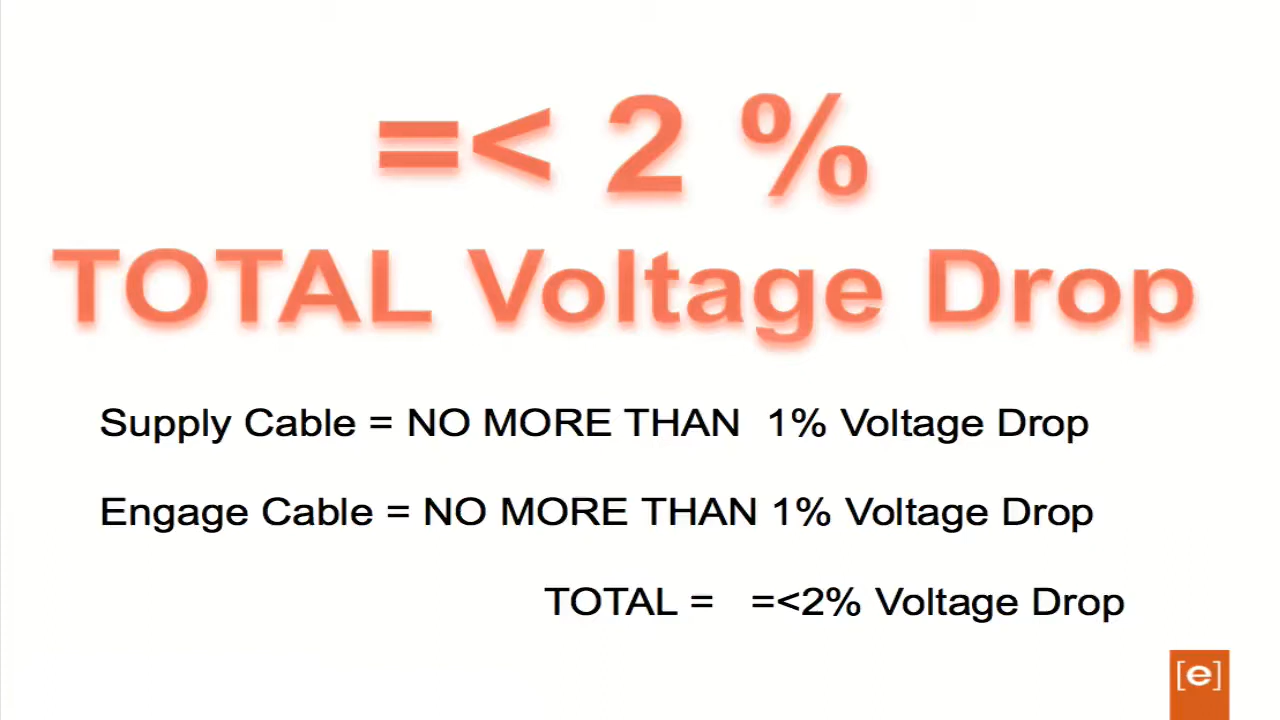 =< 2 %
TOTAL Voltage Drop
Supply Cable = NO MORE THAN 1% Voltage Drop
Engage Cable = NO MORE THAN 1% Voltage Drop
TOTAL = =<2% Voltage Drop
[e]